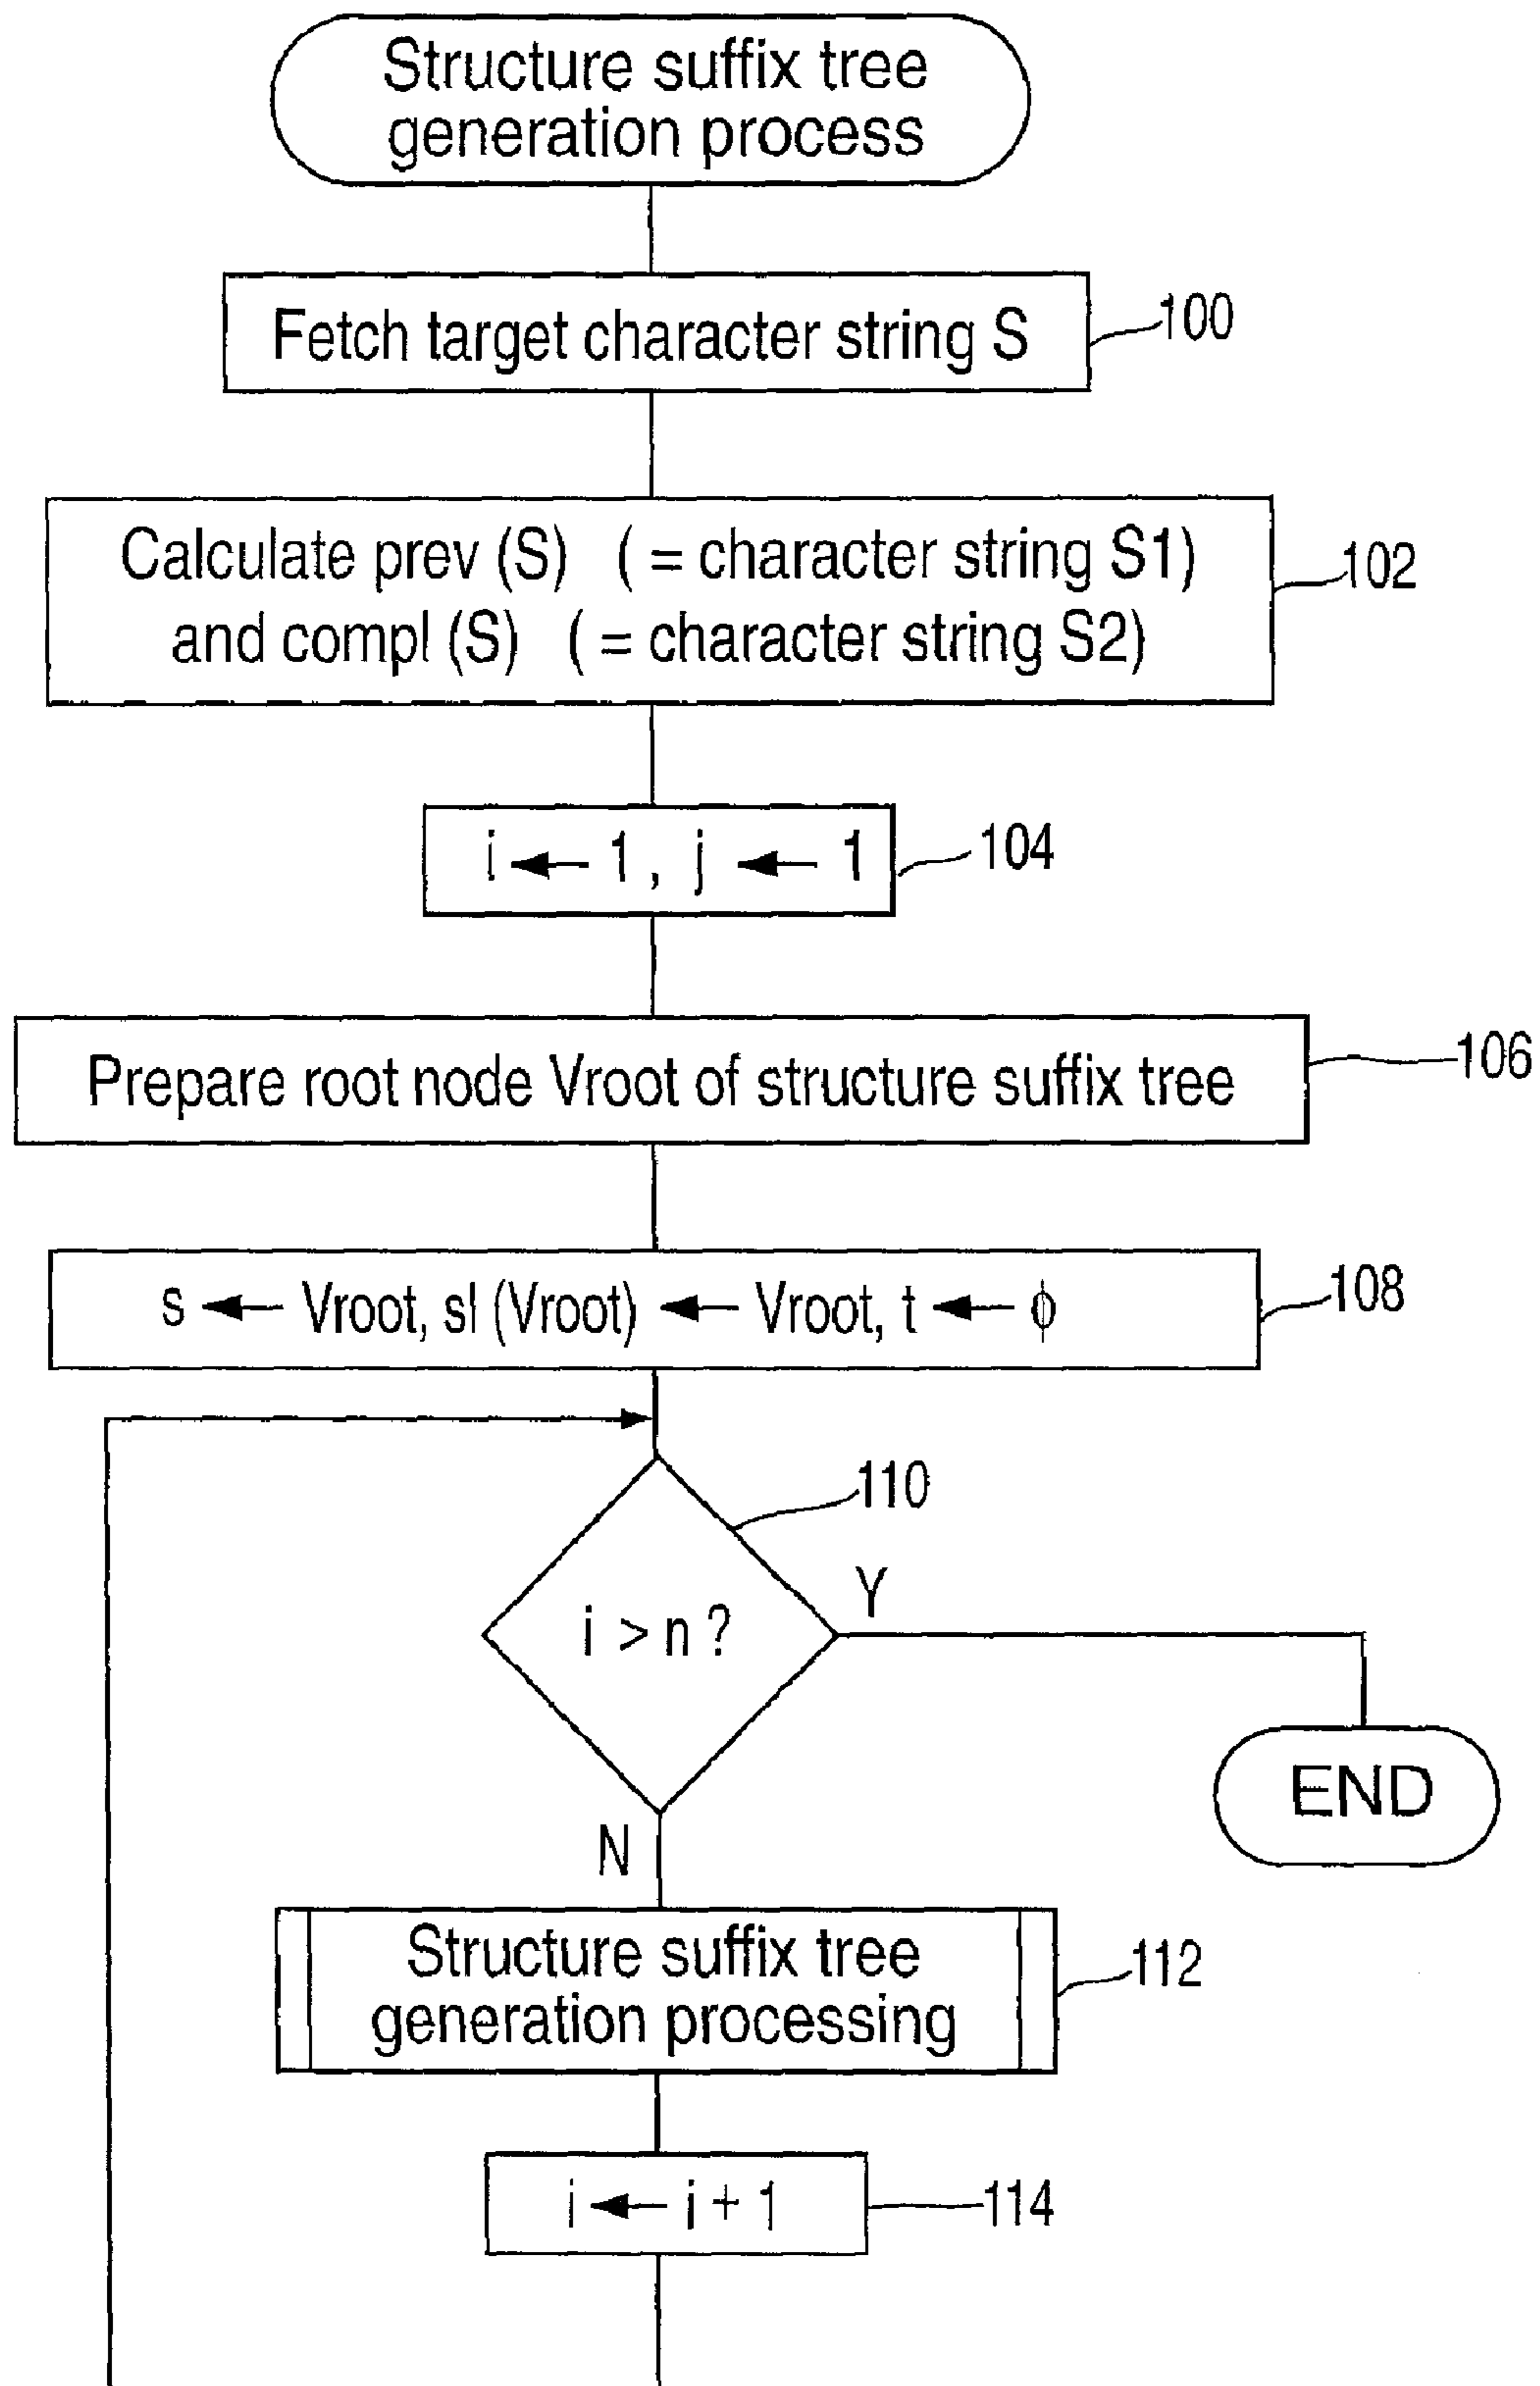 Structure suffix tree
generation process
Fetch target character string S
100
Calculate prev (S) ( = character string S1)
and compl (S) ( = character string S2)
102
i ← 1 , j ← 1
104
Prepare root node Vroot of structure suffix tree
106
s ← Vroot, sl (Vroot) ← Vroot, t ← ϕ
108
110
i > n ?
Y
END
N
Structure suffix tree
generation processing
112
i ← i + 1
114